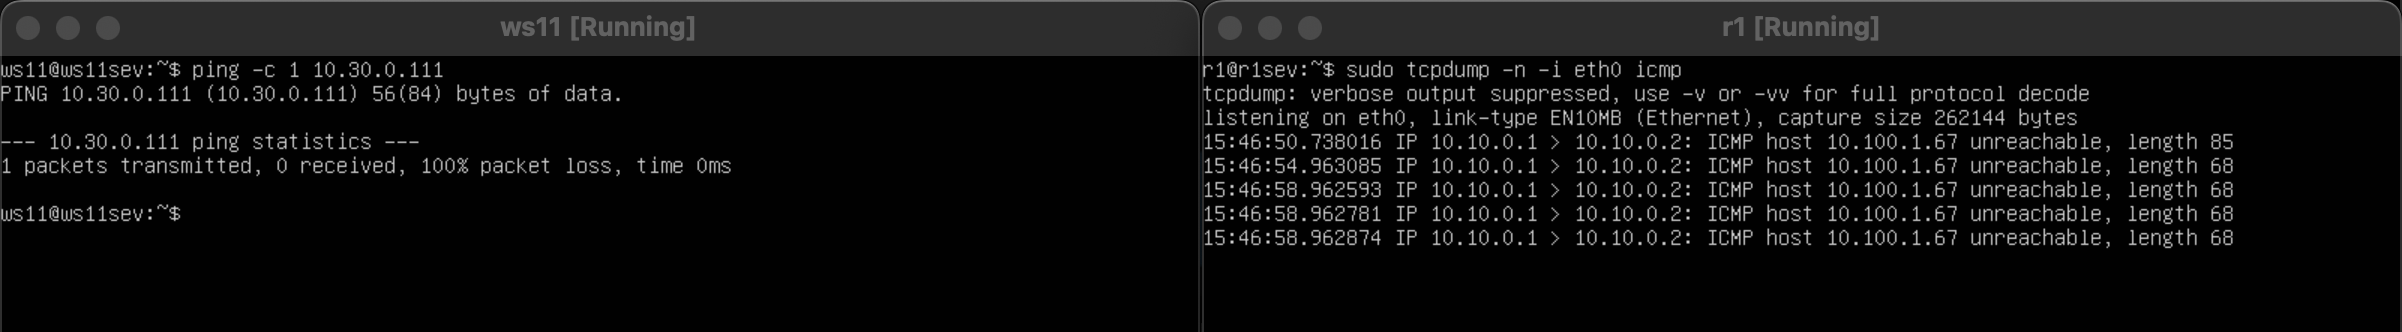 ws11 [Running]
ws11@ws11sev:~$ ping -c 1 10.30.0.111
PING 10.30.0.111 (10.30.0.111) 56(84) bytes of data.
--- 10.30.0.111 ping statistics ---
1 packets transmitted, 0 received, 100% packet loss, time 0ms
ws11@ws11sev:~$
r1 [Running]
r1@r1sev:~$ sudo tcpdump -n -i eth0 icmp
tcpdump: verbose output suppressed, use -v or -vv for full protocol decode
listening on eth0, link-type EN10MB (Ethernet), capture size 262144 bytes
15:46:50.738016 IP 10.10.0.1 > 10.10.0.2: ICMP host 10.100.1.67 unreachable, length 85
15:46:54.963085 IP 10.10.0.1 > 10.10.0.2: ICMP host 10.100.1.67 unreachable, length 68
15:46:58.962593 IP 10.10.0.1 > 10.10.0.2: ICMP host 10.100.1.67 unreachable, length 68
15:46:58.962781 IP 10.10.0.1 > 10.10.0.2: ICMP host 10.100.1.67 unreachable, length 68
15:46:58.962874 IP 10.10.0.1 > 10.10.0.2: ICMP host 10.100.1.67 unreachable, length 68